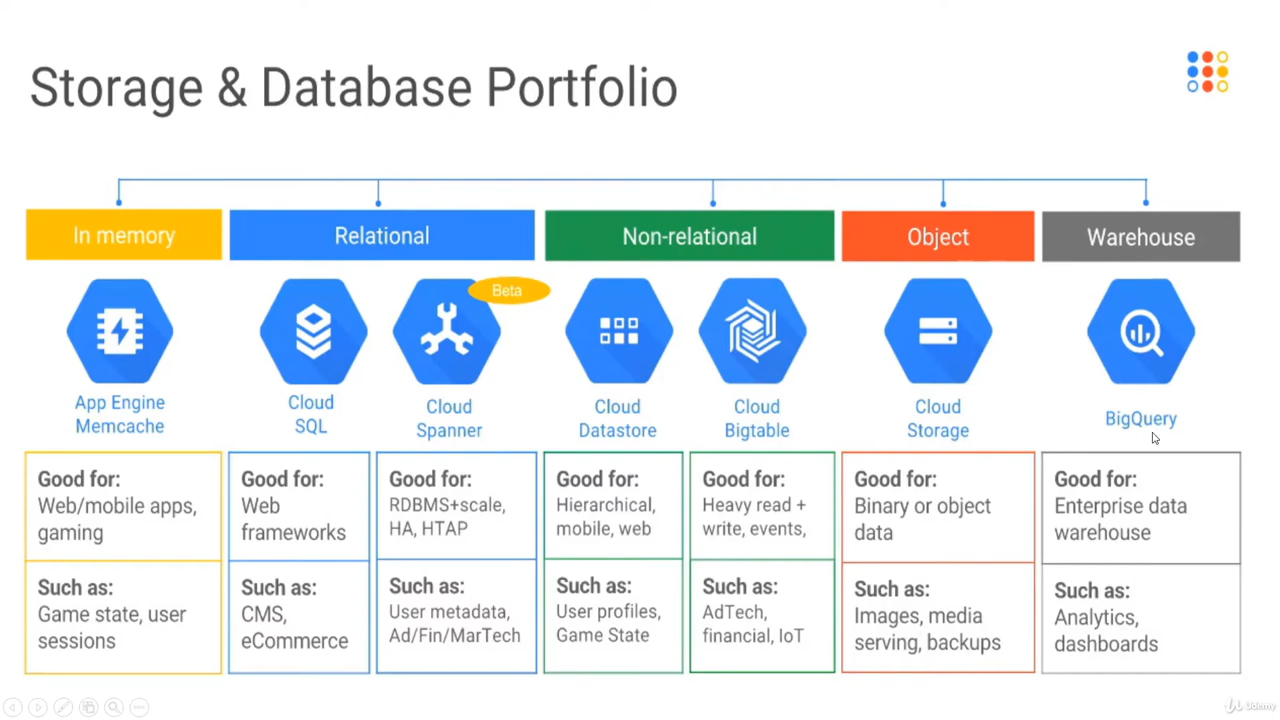 Storage & Database Portfolio
In memory
Relational
Non-relational
Object
Warehouse
Beta
App Engine
Memcache
Cloud
SQL
Cloud
Spanner
Cloud
Datastore
Cloud
Bigtable
Cloud
Storage
BigQuery
Good for:
Web/mobile apps,
gaming
Good for:
Web
frameworks
Good for:
RDBMS+scale,
HA, HTAP
Good for:
Hierarchical,
mobile, web
Good for:
Heavy read +
write, events,
Good for:
Binary or object
data
Good for:
Enterprise data
warehouse
Such as:
Game state, user
sessions
Such as:
CMS,
eCommerce
Such as:
User metadata,
Ad/Fin/MarTech
Such as:
User profiles,
Game State
Such as:
AdTech,
financial, IoT
Such as:
Images, media
serving, backups
Such as:
Analytics,
dashboards
Udemy